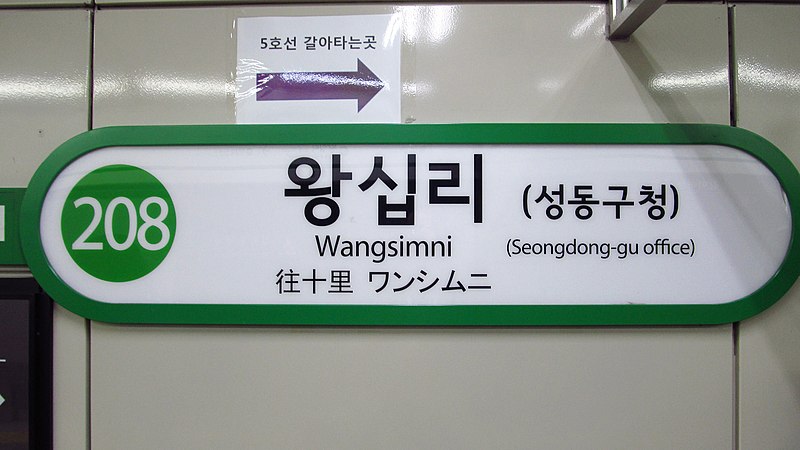 5호선 갈아타는곳
208
왕십리 (성동구청)
Wangsimni (Seongdong-gu office)
往十里 ワンシムニ